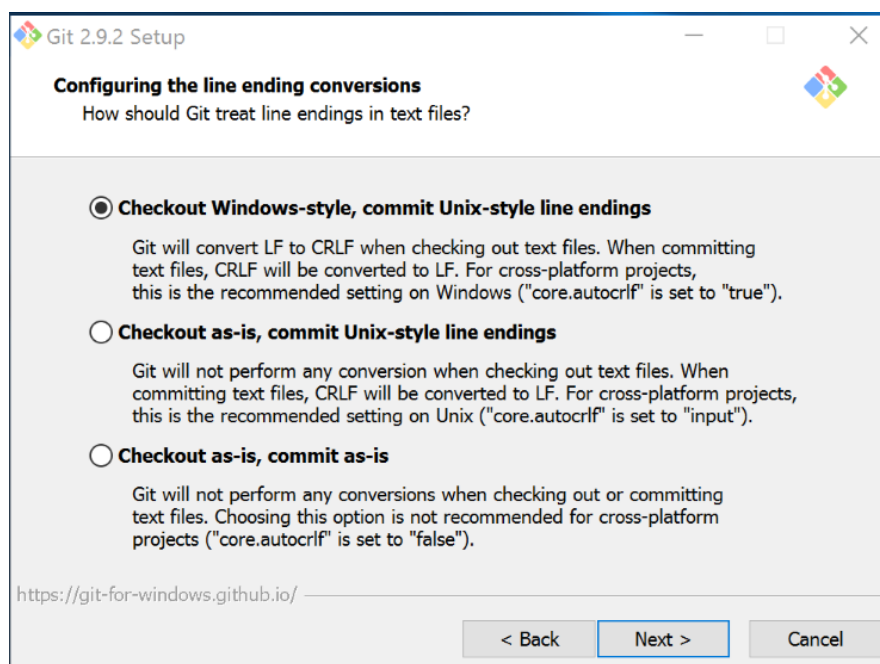 Git 2.9.2 Setup
Configuring the line ending conversions
How should Git treat line endings in text files?
Checkout Windows-style, commit Unix-style line endings
Git will convert LF to CRLF when checking out text files. When committing
text files, CRLF will be converted to LF. For cross-platform projects,
this is the recommended setting on Windows ("core.autocrlf" is set to "true").
Checkout as-is, commit Unix-style line endings
Git will not perform any conversion when checking out text files. When
committing text files, CRLF will be converted to LF. For cross-platform projects,
this is the recommended setting on Unix ("core.autocrlf" is set to "input").
Checkout as-is, commit as-is
Git will not perform any conversions when checking out or committing
text files. Choosing this option is not recommended for cross-platform
projects ("core.autocrlf" is set to "false").
https://git-for-windows.github.io/
< Back Next > Cancel